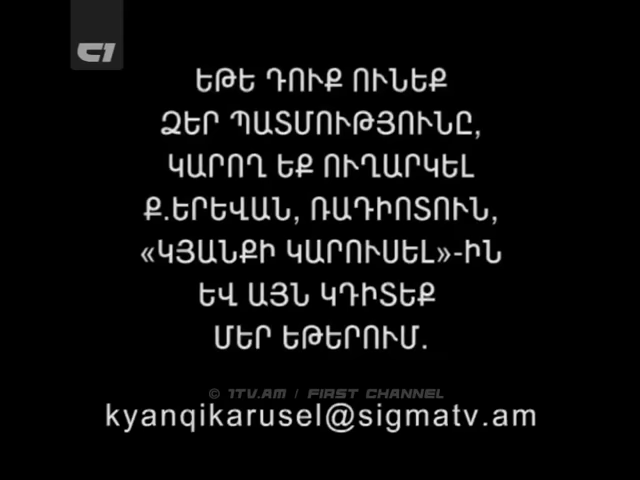 C1
ԵԹԵ ԴՈՒՔ ՈՒՆԵՔ
ՁԵՐ ՊԱՏՄՈՒԹՅՈՒՆԸ,
ԿԱՐՈՂ ԵՔ ՈՒՂԱՐԿԵԼ
Ք.ԵՐԵՎԱՆ, ՌԱԴԻՈՏՈՒՆ,
«ԿՅԱՆՔԻ ԿԱՐՈՒՍԵԼ»-ԻՆ
ԵՎ ԱՅՆ ԿԴԻՏԵՔ
ՄԵՐ ԵԹԵՐՈՒՄ.
© 1TV.AM / FIRST CHANNEL
kyanqikarusel@sigmatv.am